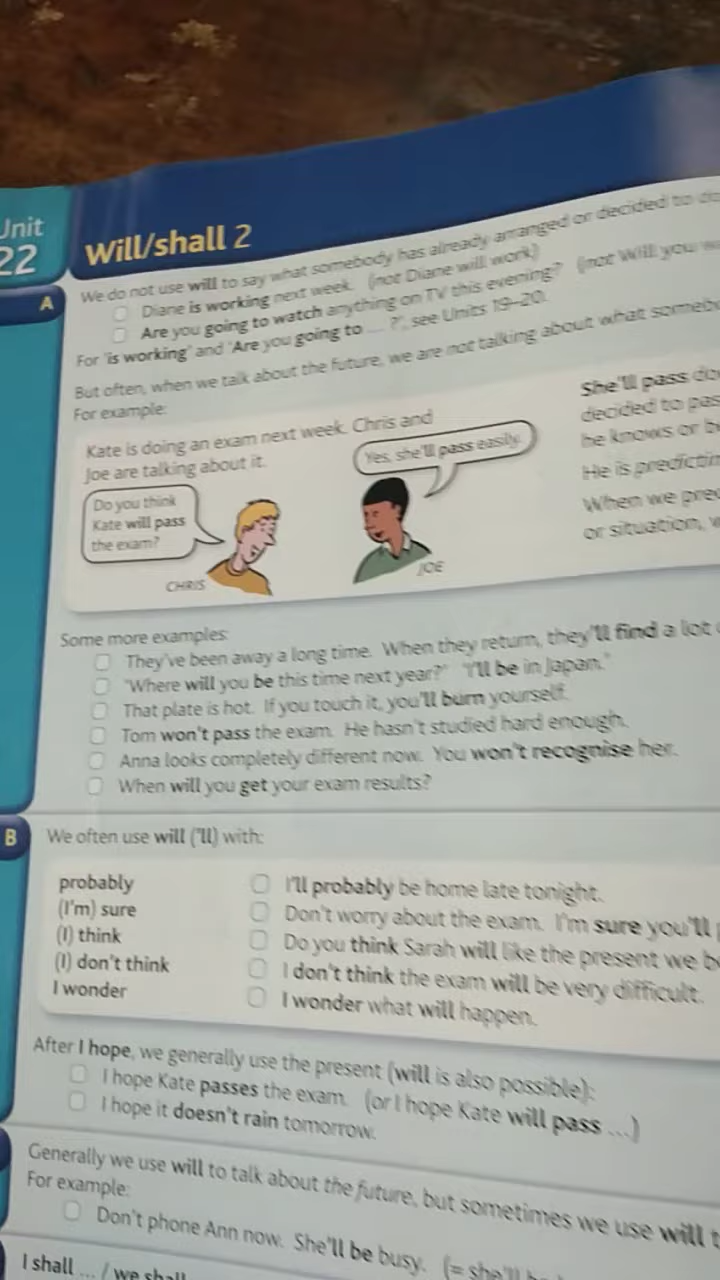 Unit
22
Will/shall 2
A
We do not use will to say what somebody has already arranged or decided to
Diane is working next week. (not Diane will work)
Are you going to watch anything on TV this evening? (not Will you
For 'is working' and 'Are you going to ... ?', see Units 19–20.
But often, when we talk about the future, we are not talking about what
For example:
Kate is doing an exam next week. Chris and
Joe are talking about it.
Do you think
Kate will pass
the exam?
CHRIS
Yes, she'll pass easily.
JOE
She'll pass
decided to
he knows or
He is
When we
or situation,
Some more examples:
They've been away a long time. When they return, they'll find a lot
"Where will you be this time next year?" "I'll be in Japan."
That plate is hot. If you touch it, you'll burn yourself.
Tom won't pass the exam. He hasn't studied hard enough.
Anna looks completely different now. You won't recognise her.
When will you get your exam results?
B
We often use will ('ll) with:
probably
(I'm) sure
(I) think
(I) don't think
I wonder
I'll probably be home late tonight.
Don't worry about the exam. I'm sure you'll
Do you think Sarah will like the present we
I don't think the exam will be very difficult.
I wonder what will happen.
After I hope, we generally use the present (will is also possible):
I hope Kate passes the exam. (or I hope Kate will pass ...)
I hope it doesn't rain tomorrow.
Generally we use will to talk about the future, but sometimes we use will
For example:
Don't phone Ann now. She'll be busy. (= she'll
I shall ... / we shall